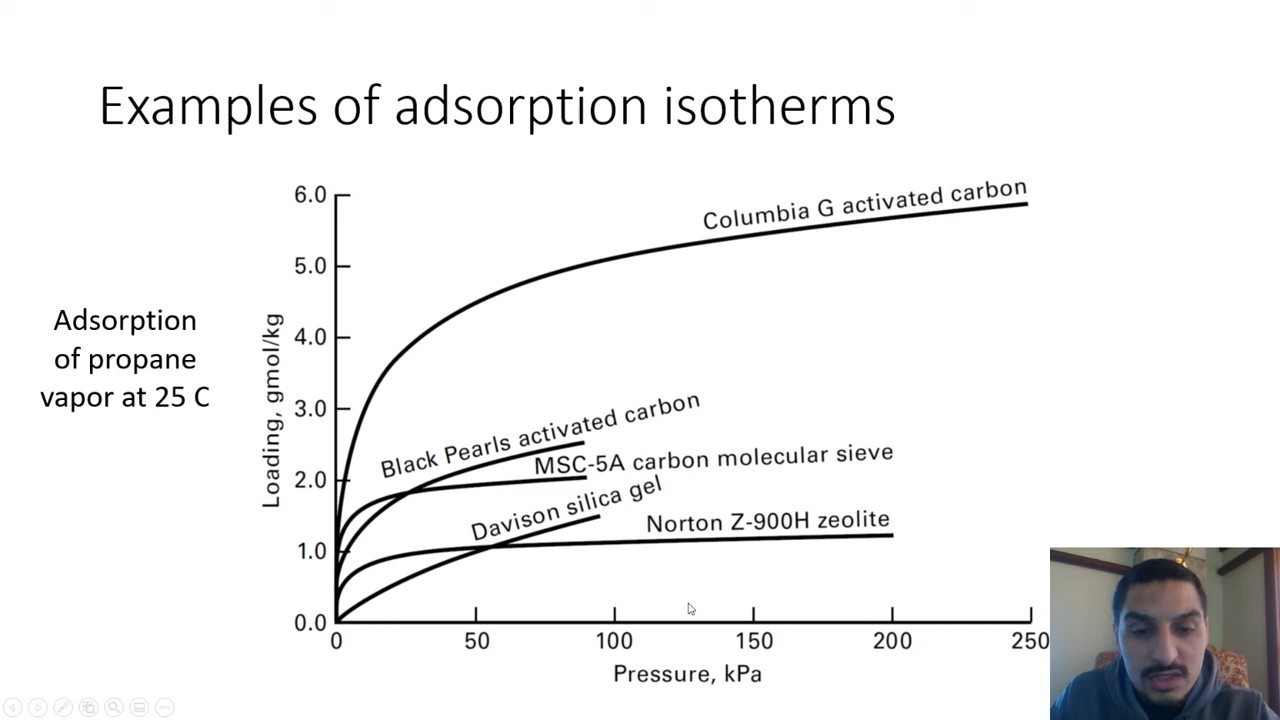 Examples of adsorption isotherms
Adsorption
of propane
vapor at 25 C
Loading, gmol/kg
6.0
5.0
4.0
3.0
2.0
1.0
0.0
Columbia G activated carbon
Black Pearls activated carbon
MSC-5A carbon molecular sieve
Davison silica gel
Norton Z-900H zeolite
0 50 100 150 200 250
Pressure, kPa